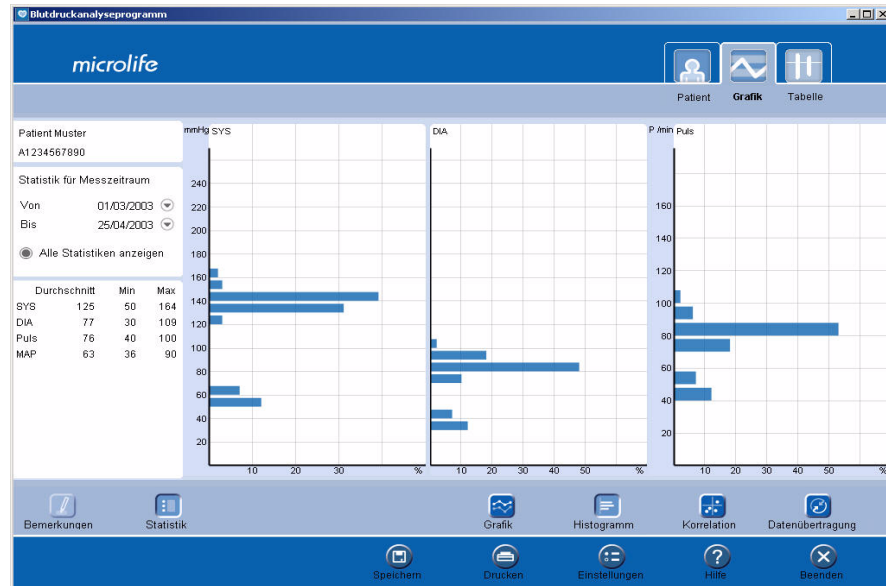 Blutdruckanalyseprogramm
microlife
Patient Grafik Tabelle
Patient Muster
A1234567890
Statistik für Messzeitraum
Von 01/03/2003
Bis 25/04/2003
Alle Statistiken anzeigen
Durchschnitt Min Max
SYS 125 50 164
DIA 77 30 109
Puls 76 40 100
MAP 63 36 90
mmHg SYS
240
220
200
180
160
140
120
100
80
60
40
20
10 20 30 %
DIA
10 20 30 40 50 %
P /min Puls
160
140
120
100
80
60
40
20
10 20 30 40 50 %
Bemerkungen Statistik Grafik Histogramm Korrelation Datenübertragung
Speichern Drucken Einstellungen Hilfe Beenden